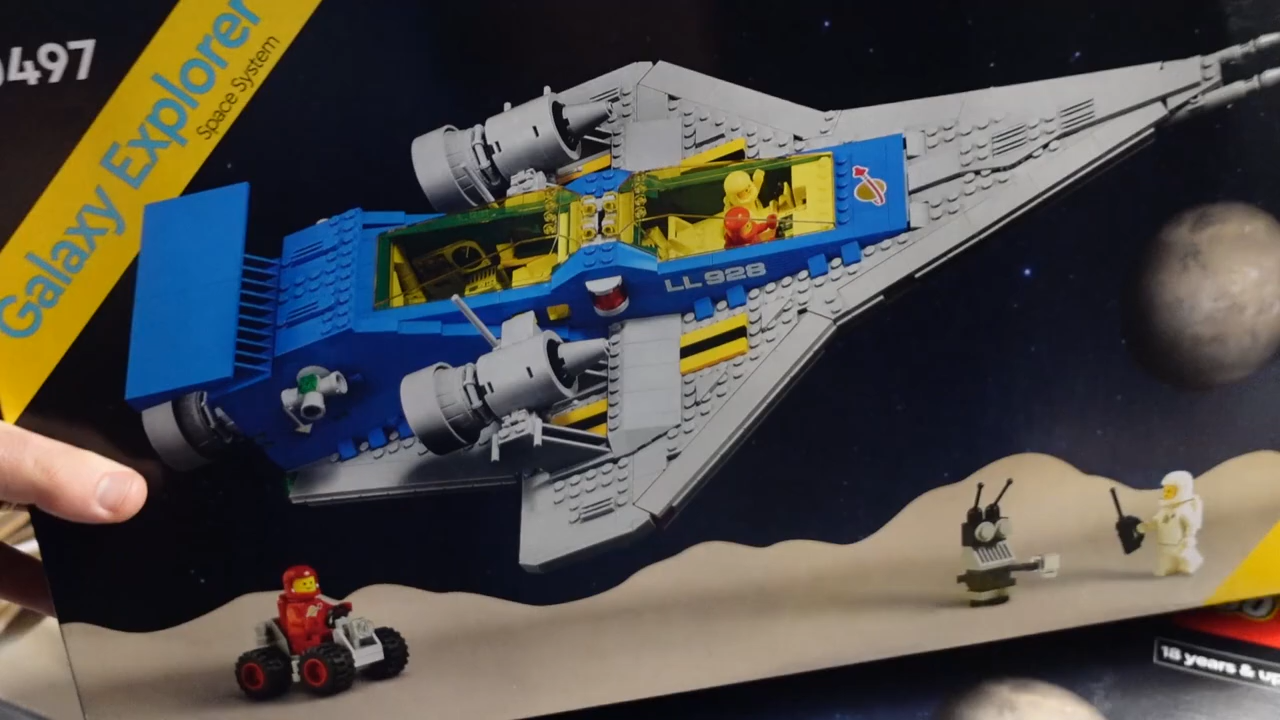 0497
Galaxy Explorer
Space System
LL 928
18 years & up